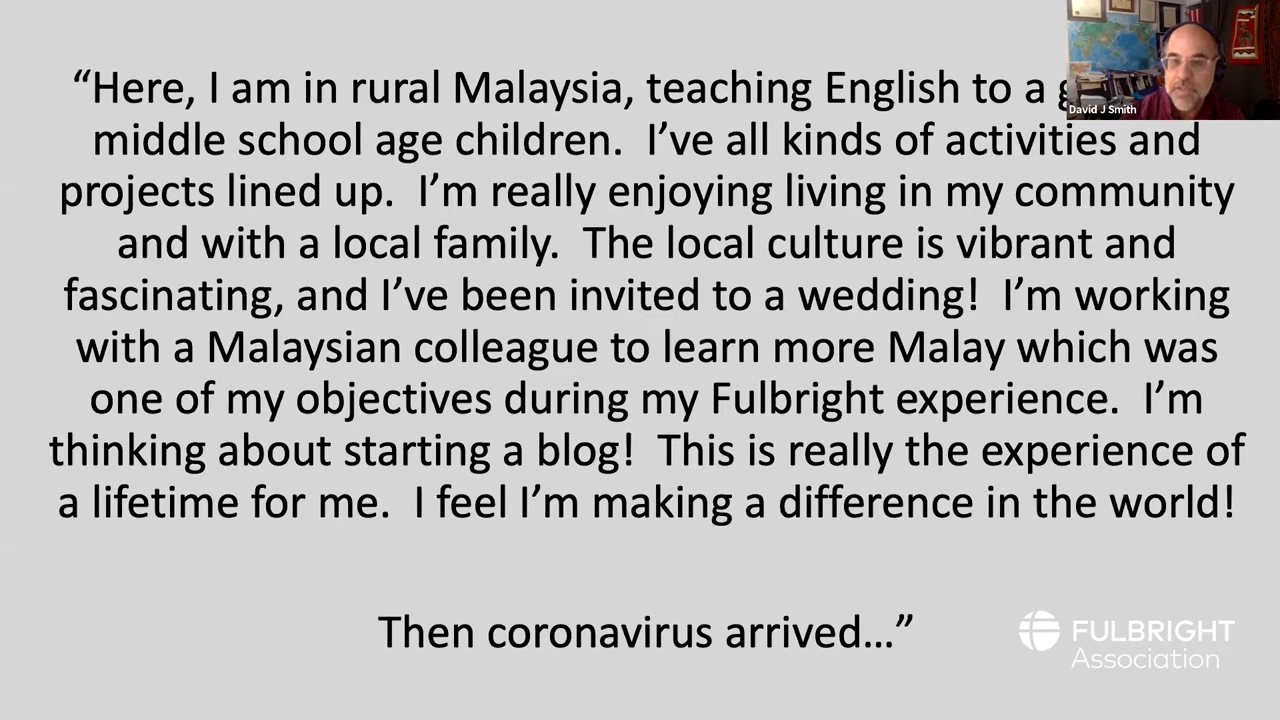 “Here, I am in rural Malaysia, teaching English to a
middle school age children.  I’ve all kinds of activities and
projects lined up.  I’m really enjoying living in my community
and with a local family.  The local culture is vibrant and
fascinating, and I’ve been invited to a wedding!  I’m working
with a Malaysian colleague to learn more Malay which was
one of my objectives during my Fulbright experience.  I’m
thinking about starting a blog!  This is really the experience of
a lifetime for me.  I feel I’m making a difference in the world!
Then coronavirus arrived…”
David J Smith
FULBRIGHT
Association